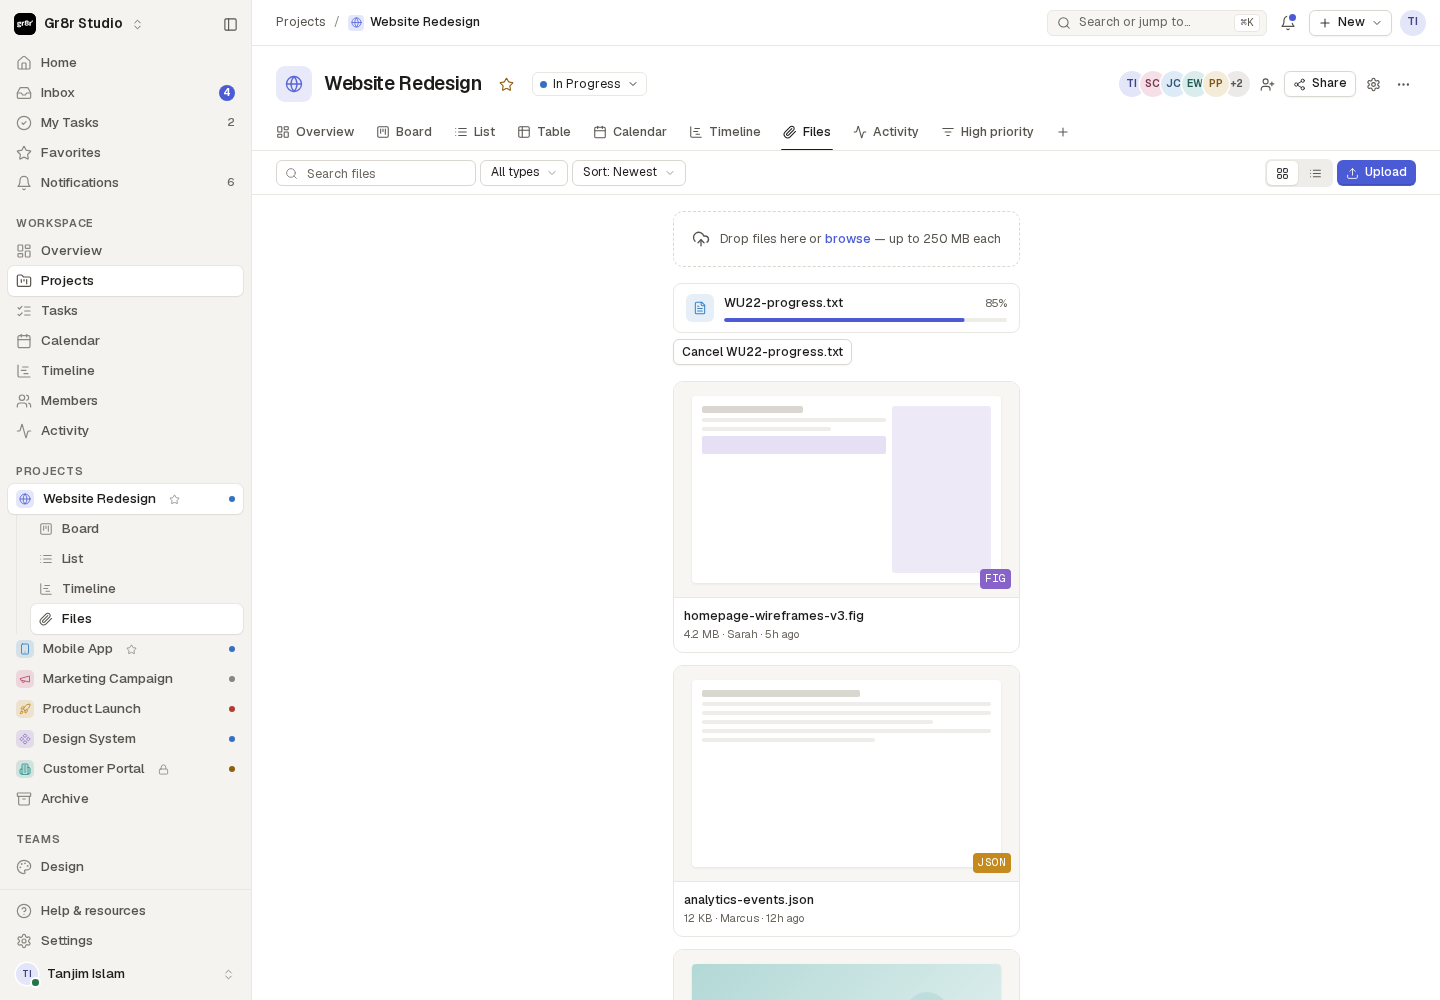 gr8r
Gr8r Studio
Home
Inbox
4
My Tasks
2
Favorites
Notifications
6
WORKSPACE
Overview
Projects
Tasks
Calendar
Timeline
Members
Activity
PROJECTS
Website Redesign
Board
List
Timeline
Files
Mobile App
Marketing Campaign
Product Launch
Design System
Customer Portal
Archive
TEAMS
Design
Help & resources
Settings
TI
Tanjim Islam
Projects / Website Redesign
Search or jump to...
⌘K
New
TI
Website Redesign
In Progress
TI
SC
JC
EW
PP
+2
Share
Overview
Board
List
Table
Calendar
Timeline
Files
Activity
High priority
Search files
All types
Sort: Newest
Upload
Drop files here or browse — up to 250 MB each
WU22-progress.txt
85%
Cancel WU22-progress.txt
FIG
homepage-wireframes-v3.fig
4.2 MB · Sarah · 5h ago
JSON
analytics-events.json
12 KB · Marcus · 12h ago